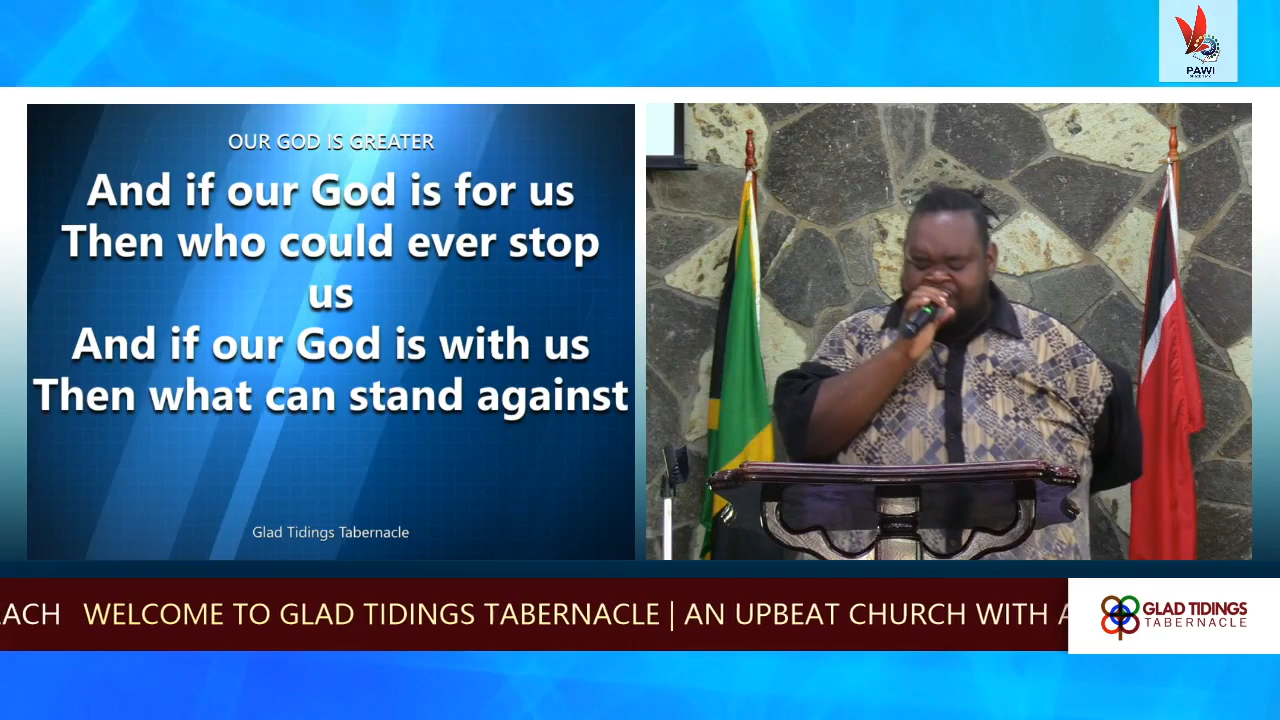 PAWI
OUR GOD IS GREATER
And if our God is for us
Then who could ever stop
us
And if our God is with us
Then what can stand against
Glad Tidings Tabernacle
ACH WELCOME TO GLAD TIDINGS TABERNACLE | AN UPBEAT CHURCH WITH A
GLAD TIDINGS
TABERNACLE